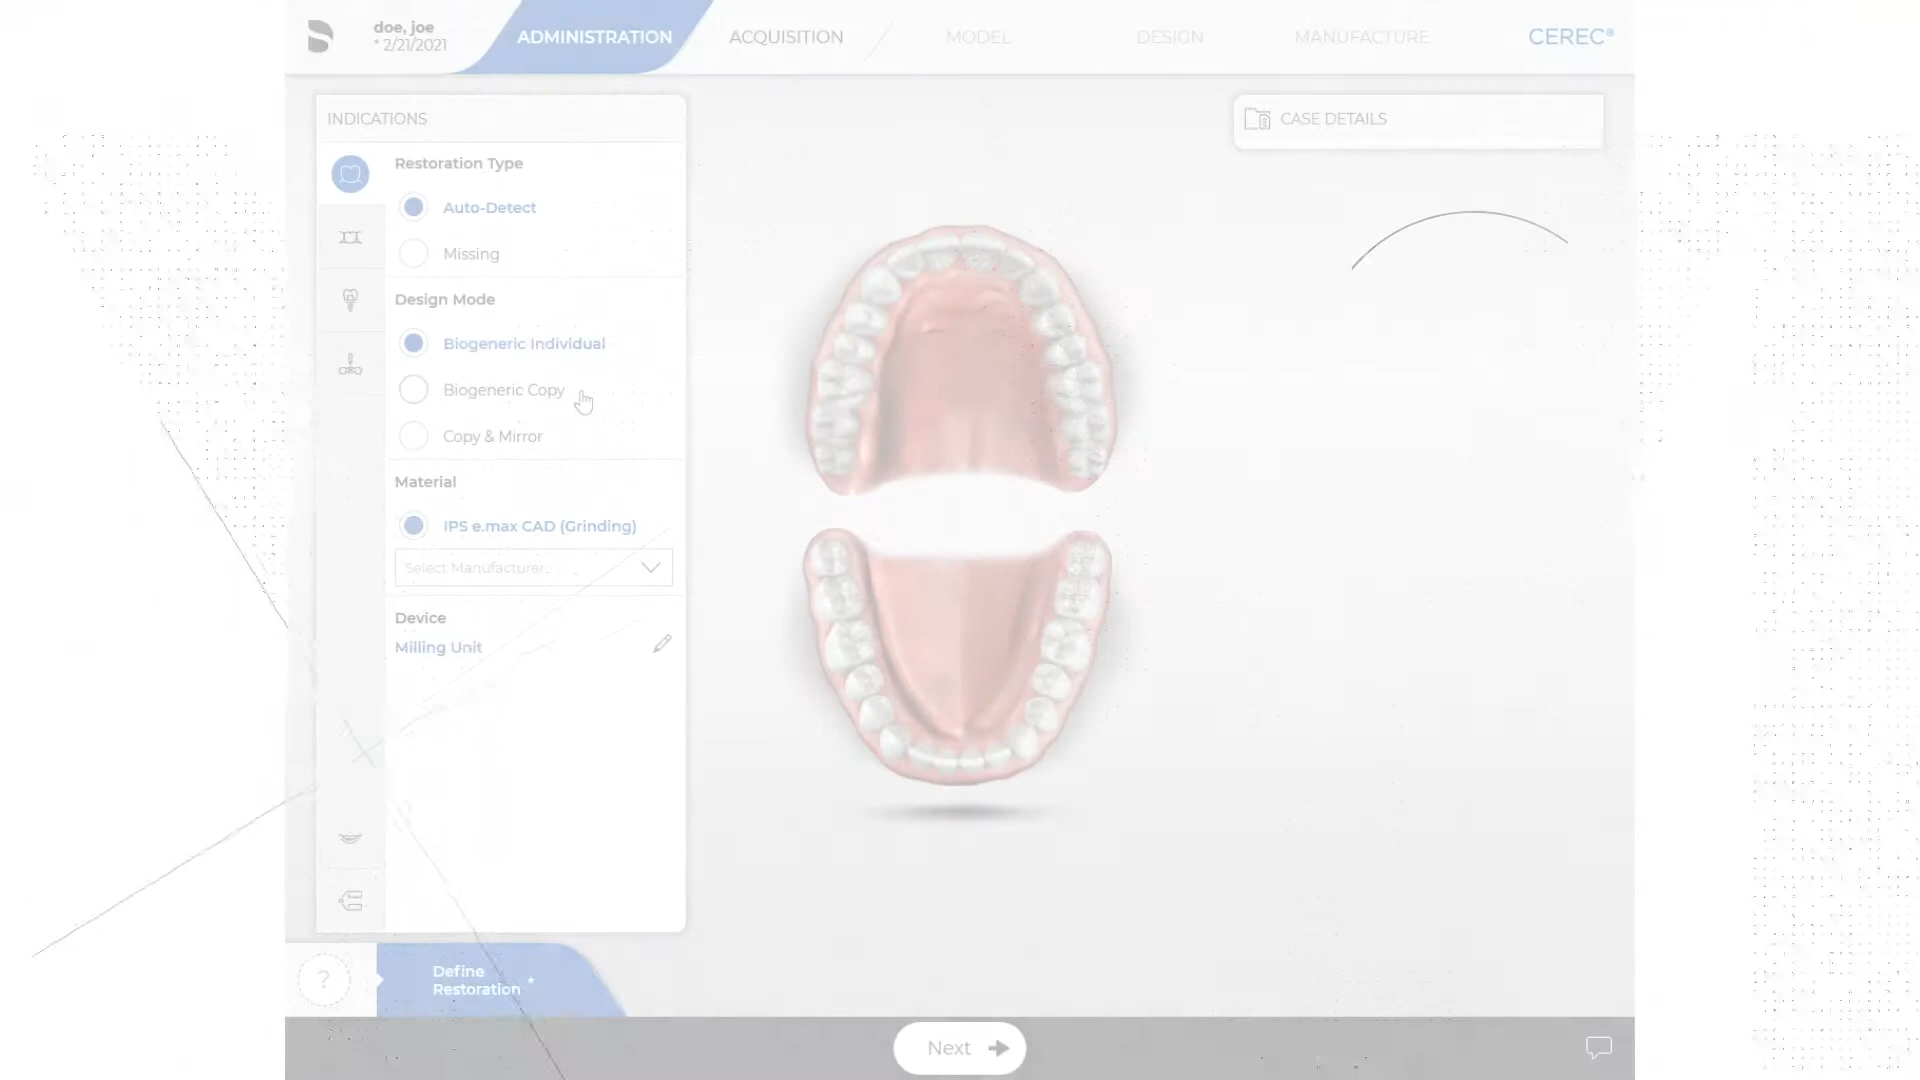 doe, joe
* 2/21/2021
ADMINISTRATION
ACQUISITION
MODEL
DESIGN
MANUFACTURE
CEREC®
INDICATIONS
CASE DETAILS
Restoration Type
Auto-Detect
Missing
Design Mode
Biogeneric Individual
Biogeneric Copy
Copy & Mirror
Material
IPS e.max CAD (Grinding)
Select Manufacturer...
Device
Milling Unit
?
Define
Restoration *
Next